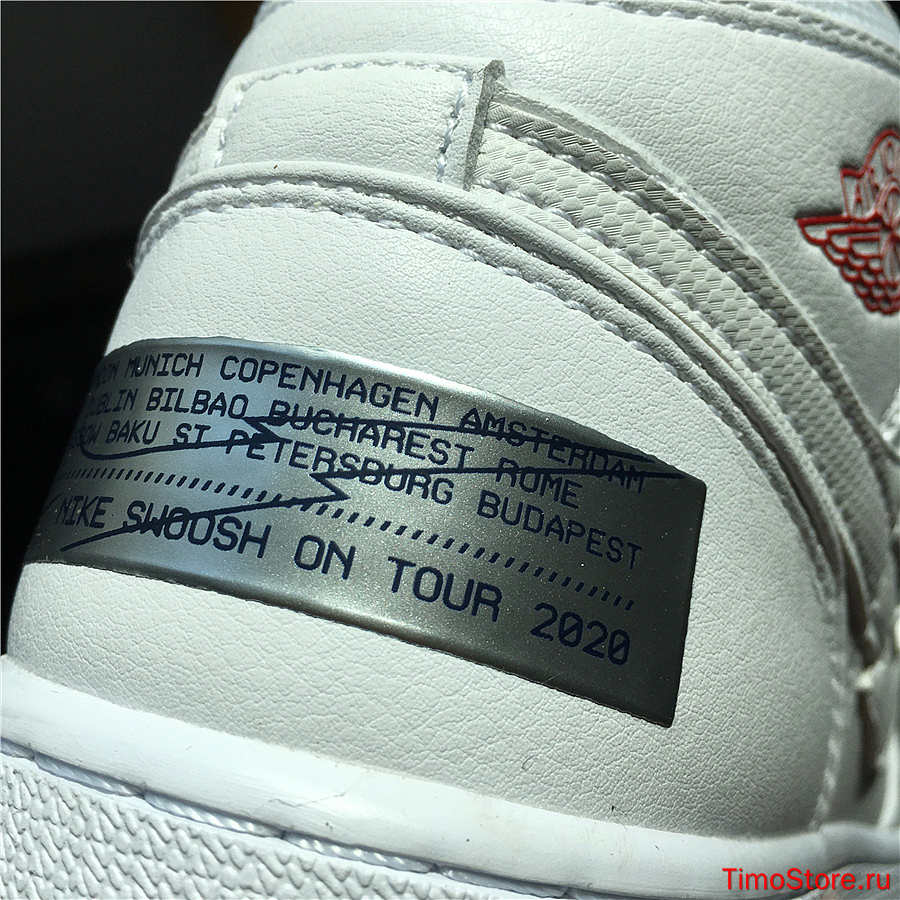 MUNICH COPENHAGEN AMSTERDAM
BILBAO BUCHAREST ROME
BAKU ST PETERSBURG BUDAPEST
NIKE SWOOSH ON TOUR 2020
TimoStore.ru